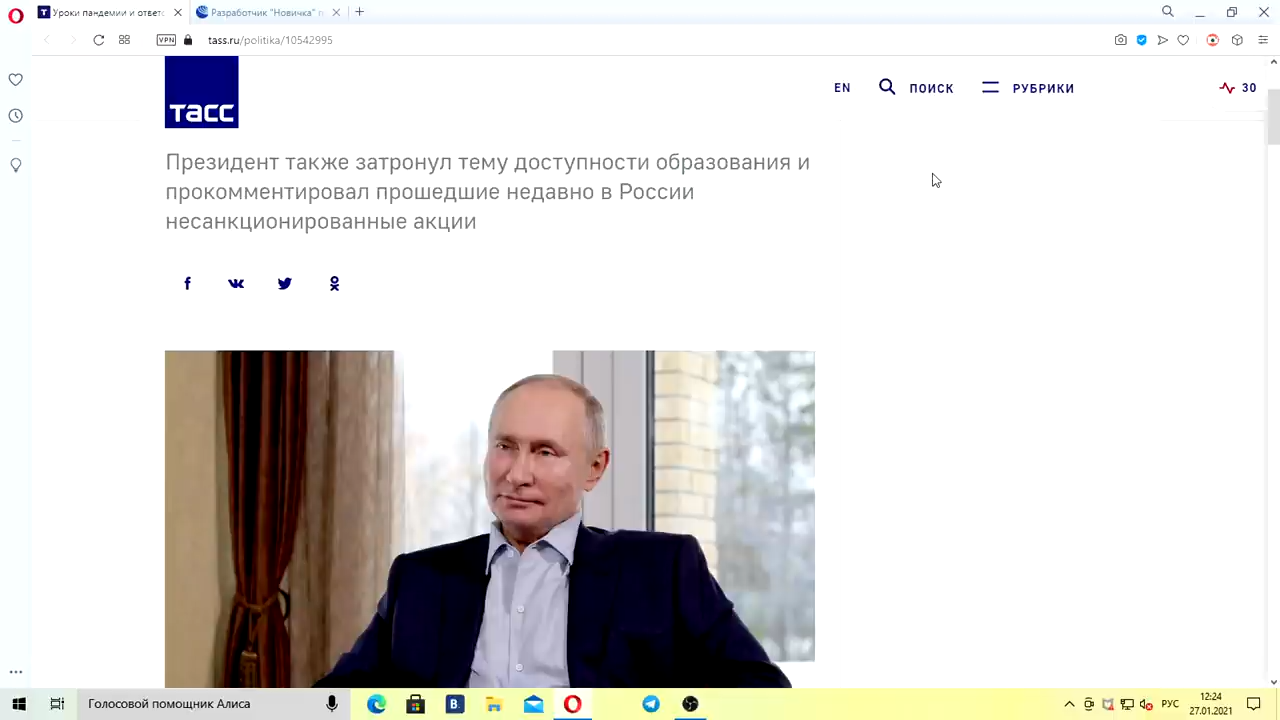 Уроки пандемии и ответ
Разработчик "Новичка"
VPN
tass.ru/politika/10542995
ТАСС
EN
ПОИСК
РУБРИКИ
30
Президент также затронул тему доступности образования и
прокомментировал прошедшие недавно в России
несанкционированные акции
Голосовой помощник Алиса
B.
РУС
12:24
27.01.2021